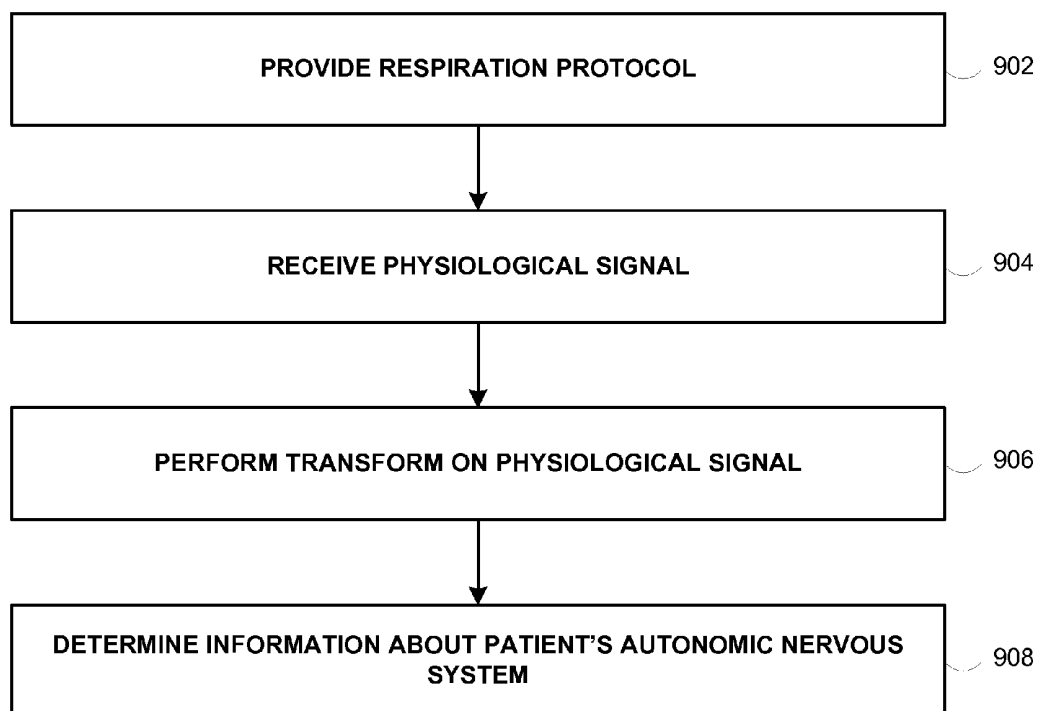 PROVIDE RESPIRATION PROTOCOL
902
RECEIVE PHYSIOLOGICAL SIGNAL
904
PERFORM TRANSFORM ON PHYSIOLOGICAL SIGNAL
906
DETERMINE INFORMATION ABOUT PATIENT'S AUTONOMIC NERVOUS
SYSTEM
908